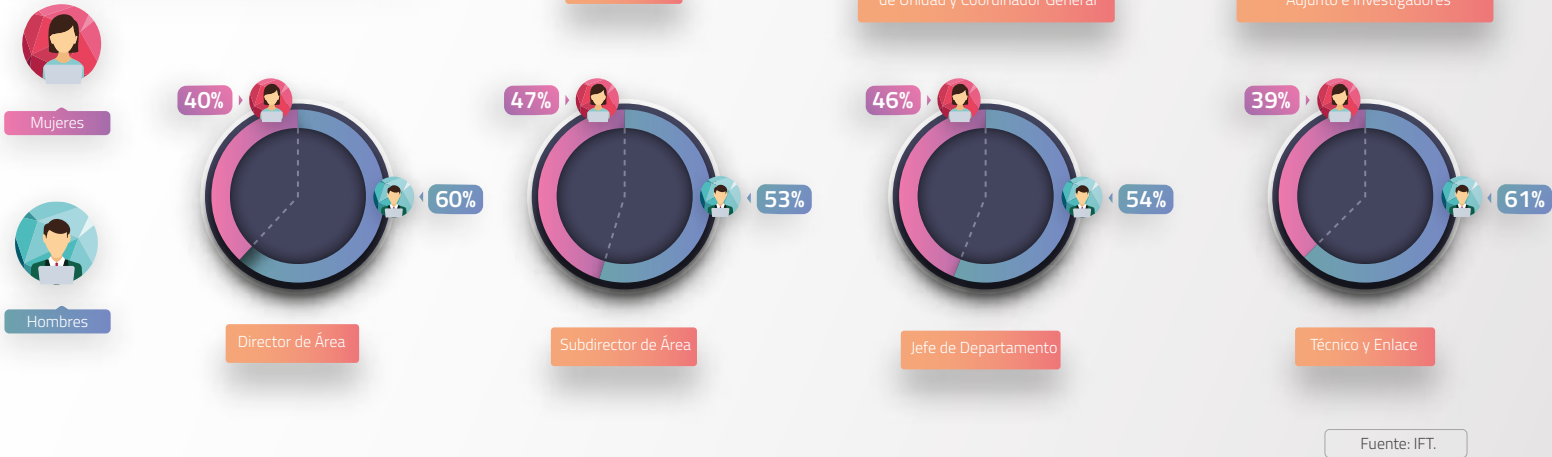 de Unidad y Coordinador General
Adjunto e Investigadores
Mujeres
40%
47%
46%
39%
60%
53%
54%
61%
Hombres
Director de Área
Subdirector de Área
Jefe de Departamento
Técnico y Enlace
Fuente: IFT.